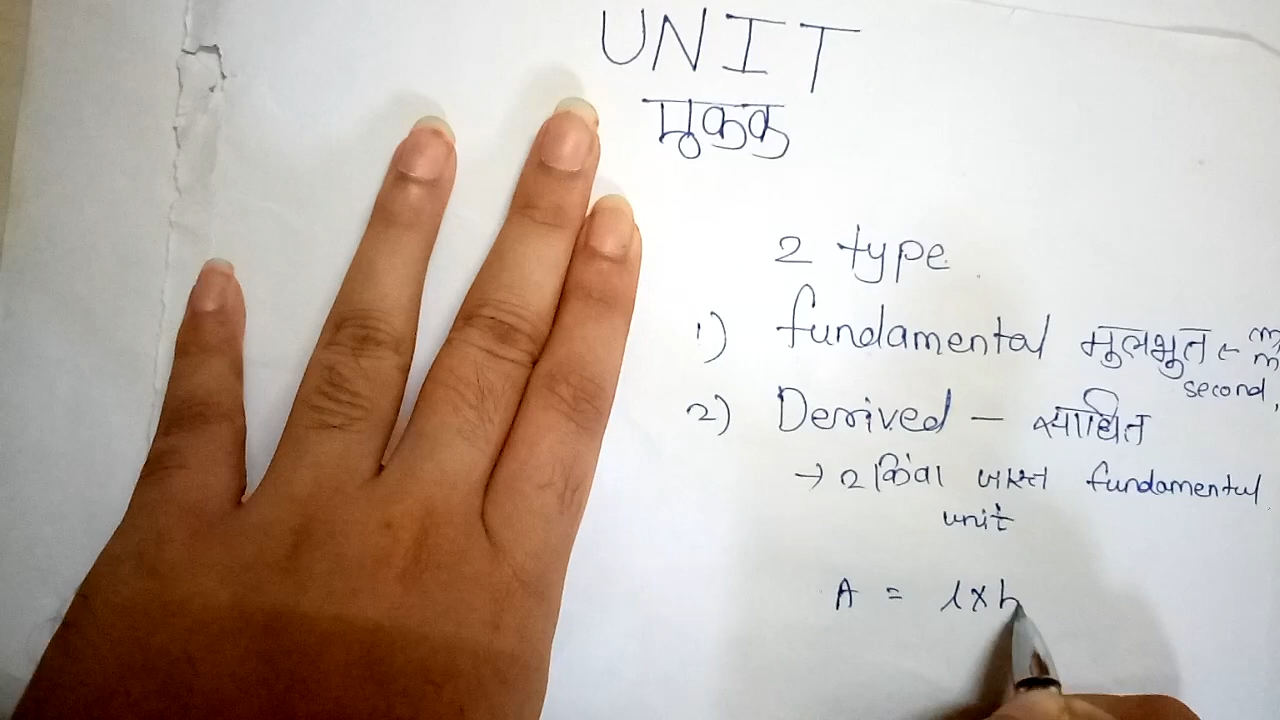 UNIT
मूकक
2 type
1) fundamental मूलभूत ← m,
m
second,
2) Derived – साधित
→ 2 किंवा जास्त fundamental
unit
A = l x b